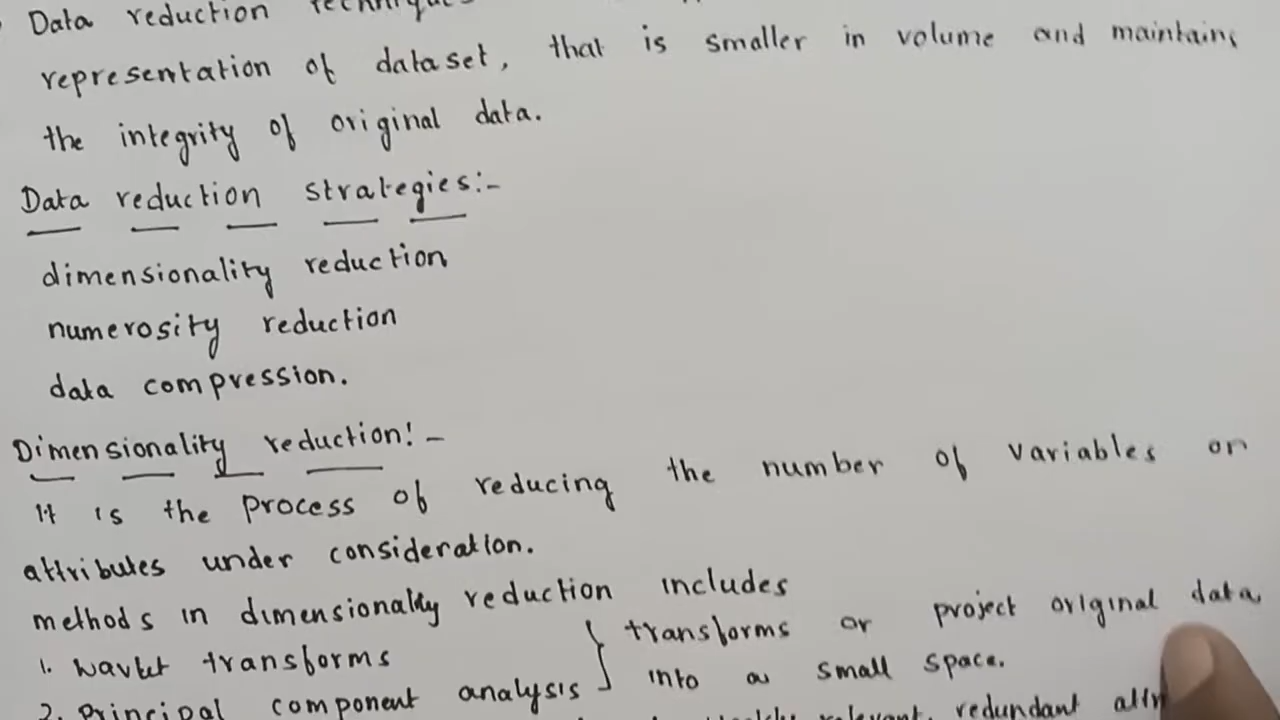 Data reduction
representation of dataset, that is smaller in volume and maintains
the integrity of original data.
Data reduction strategies:-
dimensionality reduction
numerosity reduction
data compression.
Dimensionality reduction:-
It is the process of reducing the number of variables or
attributes under consideration.
methods in dimensionality reduction includes
1. wavlet transforms } transforms or project original data
2. Principal component analysis into a small space.
relevant, redundant